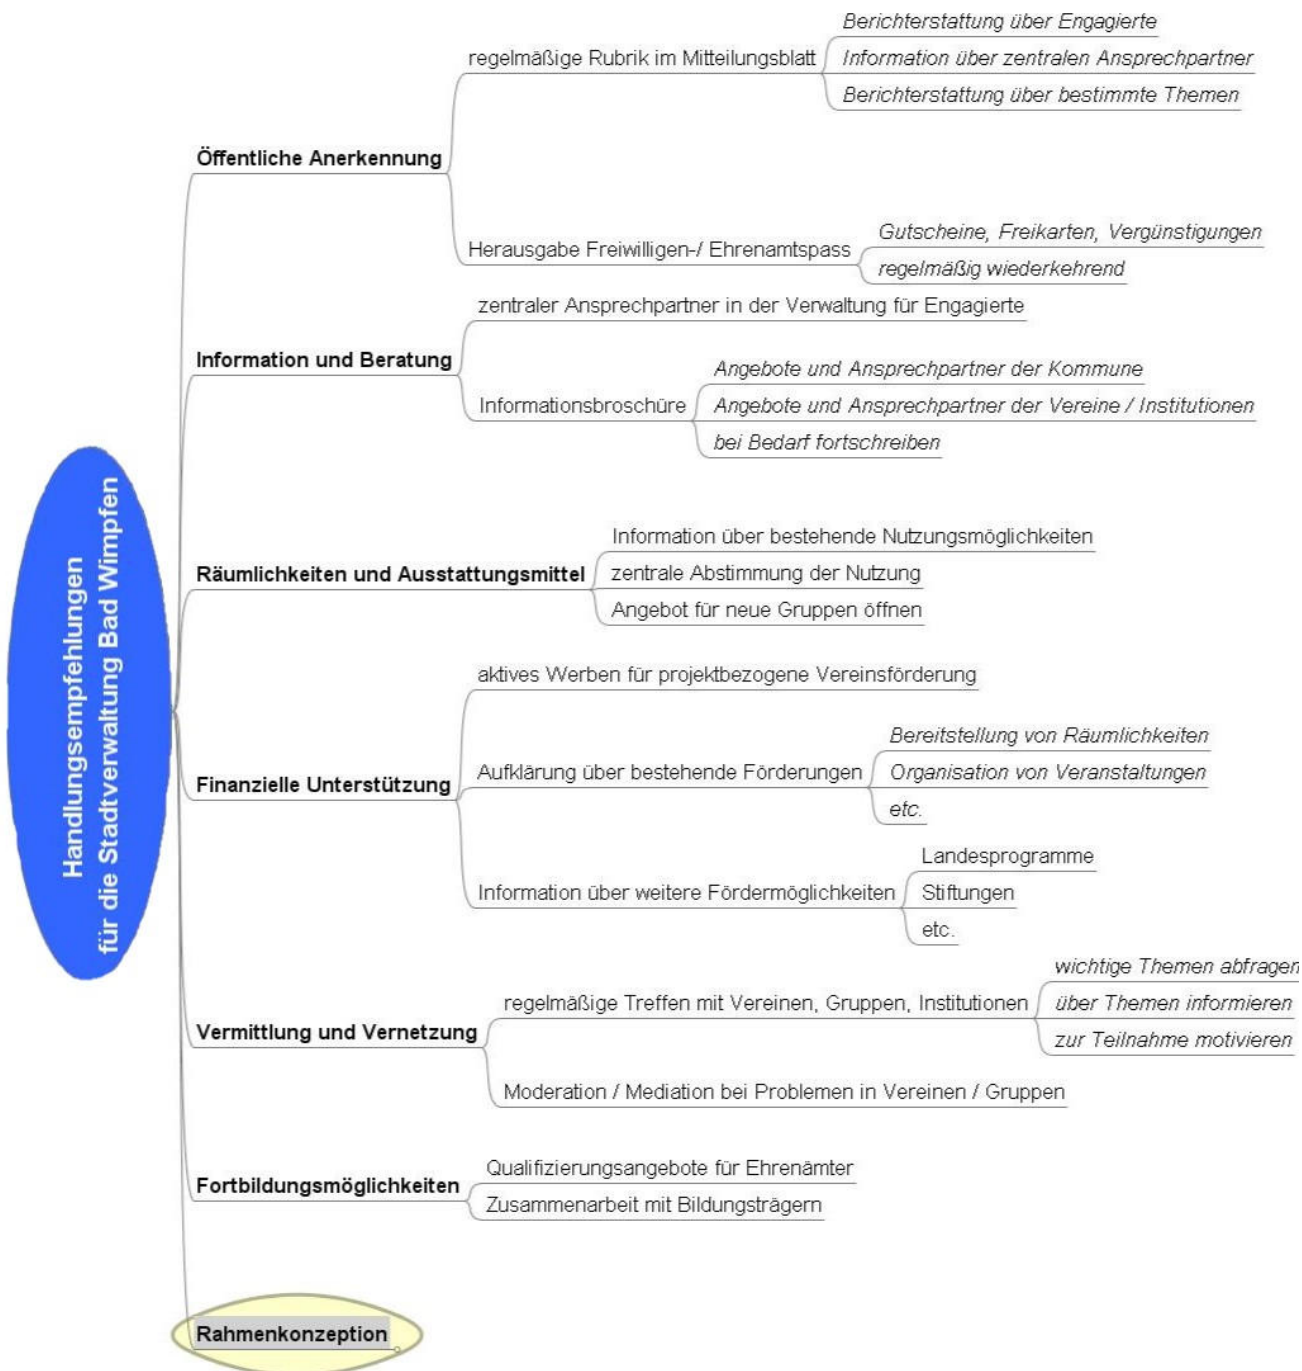 Handlungsempfehlungen
für die Stadtverwaltung Bad Wimpfen
Öffentliche Anerkennung
regelmäßige Rubrik im Mitteilungsblatt
Berichterstattung über Engagierte
Information über zentralen Ansprechpartner
Berichterstattung über bestimmte Themen
Herausgabe Freiwilligen-/ Ehrenamtspass
Gutscheine, Freikarten, Vergünstigungen
regelmäßig wiederkehrend
Information und Beratung
zentraler Ansprechpartner in der Verwaltung für Engagierte
Informationsbroschüre
Angebote und Ansprechpartner der Kommune
Angebote und Ansprechpartner der Vereine / Institutionen
bei Bedarf fortschreiben
Räumlichkeiten und Ausstattungsmittel
Information über bestehende Nutzungsmöglichkeiten
zentrale Abstimmung der Nutzung
Angebot für neue Gruppen öffnen
Finanzielle Unterstützung
aktives Werben für projektbezogene Vereinsförderung
Aufklärung über bestehende Förderungen
Bereitstellung von Räumlichkeiten
Organisation von Veranstaltungen
etc.
Information über weitere Fördermöglichkeiten
Landesprogramme
Stiftungen
etc.
Vermittlung und Vernetzung
regelmäßige Treffen mit Vereinen, Gruppen, Institutionen
wichtige Themen abfragen
über Themen informieren
zur Teilnahme motivieren
Moderation / Mediation bei Problemen in Vereinen / Gruppen
Fortbildungsmöglichkeiten
Qualifizierungsangebote für Ehrenämter
Zusammenarbeit mit Bildungsträgern
Rahmenkonzeption